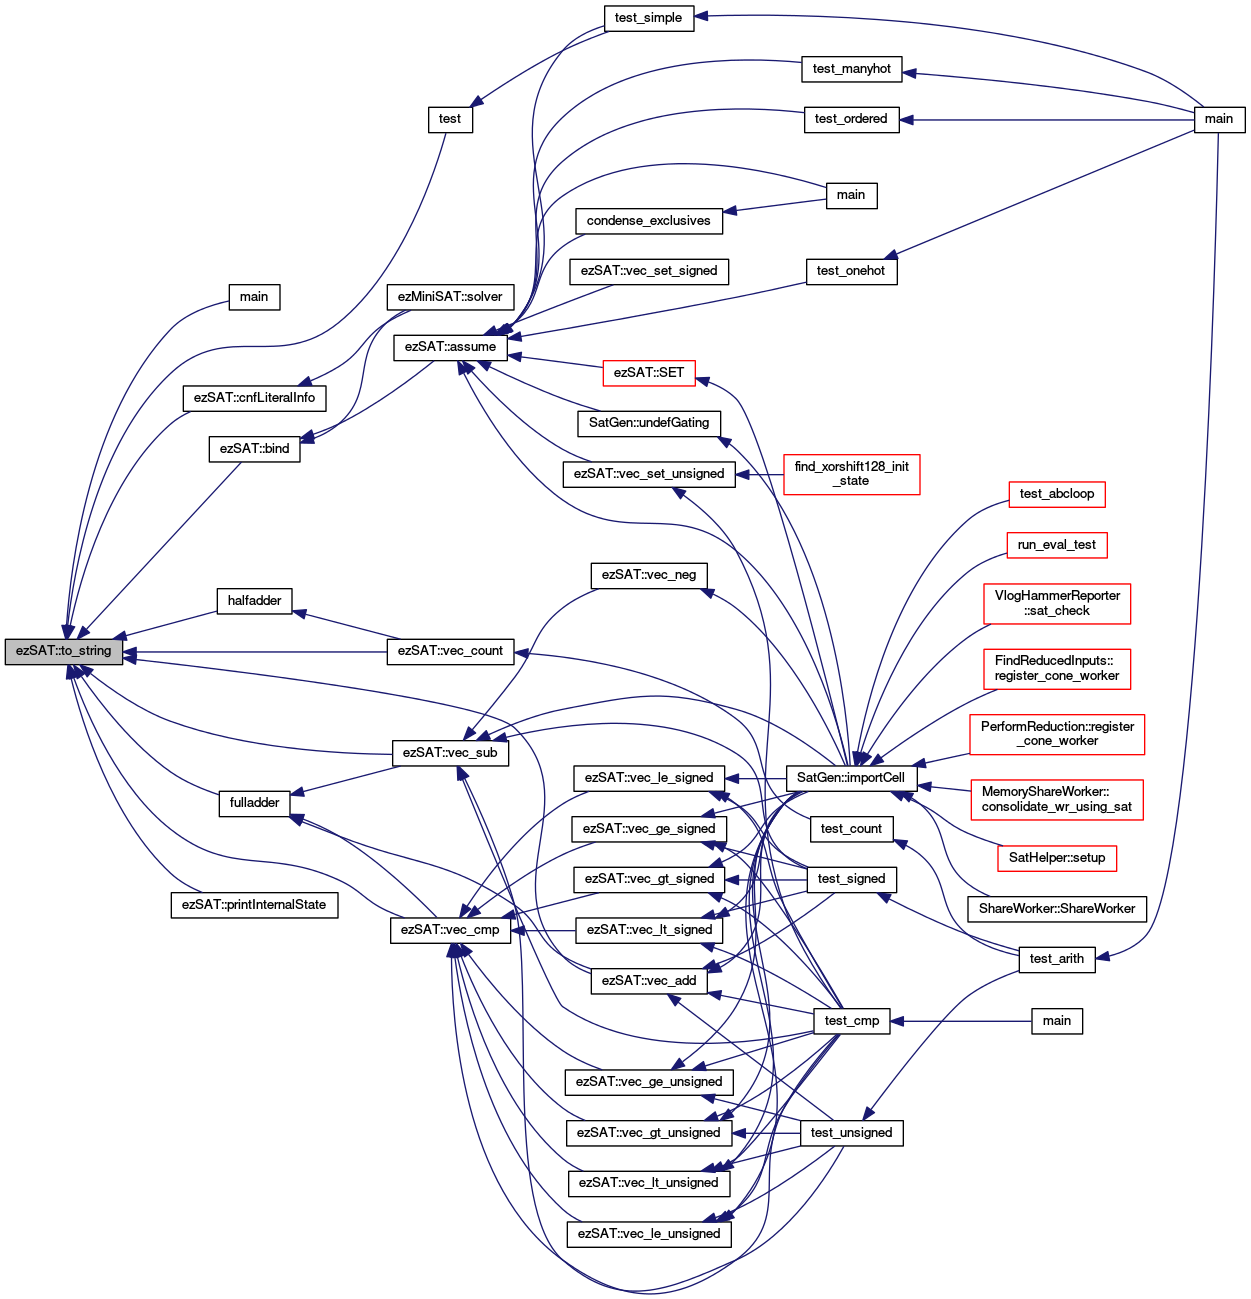 test_simple
test_manyhot
test
test_ordered
main
main
condense_exclusives
ezSAT::vec_set_signed
test_onehot
main
ezMiniSAT::solver
ezSAT::assume
ezSAT::SET
ezSAT::cnfLiteralInfo
SatGen::undefGating
ezSAT::bind
ezSAT::vec_set_unsigned
find_xorshift128_init
_state
test_abcloop
run_eval_test
ezSAT::vec_neg
halfadder
VlogHammerReporter
::sat_check
ezSAT::to_string
ezSAT::vec_count
FindReducedInputs::
register_cone_worker
PerformReduction::register
_cone_worker
ezSAT::vec_sub
ezSAT::vec_le_signed
SatGen::importCell
MemoryShareWorker::
consolidate_wr_using_sat
fulladder
ezSAT::vec_ge_signed
test_count
SatHelper::setup
ezSAT::vec_gt_signed
test_signed
ezSAT::printInternalState
ShareWorker::ShareWorker
ezSAT::vec_cmp
ezSAT::vec_lt_signed
test_arith
ezSAT::vec_add
test_cmp
main
ezSAT::vec_ge_unsigned
ezSAT::vec_gt_unsigned
test_unsigned
ezSAT::vec_lt_unsigned
ezSAT::vec_le_unsigned